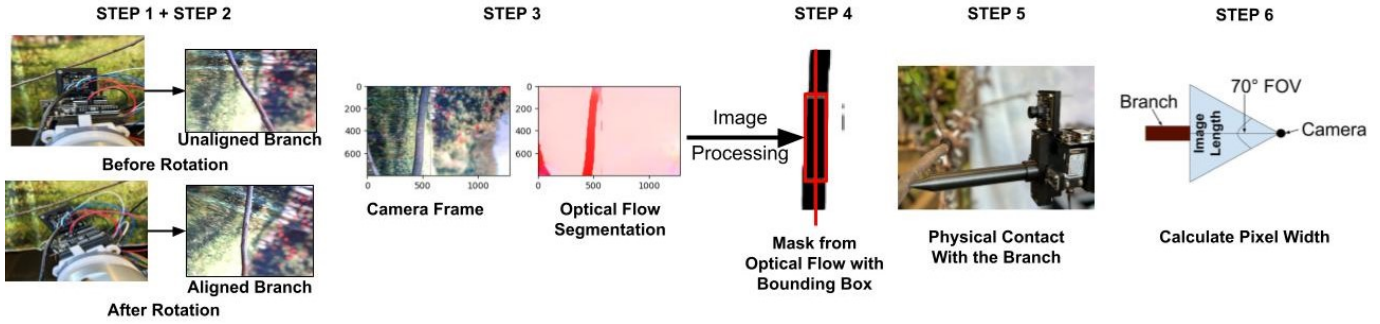 STEP 1 + STEP 2
Unaligned Branch
Before Rotation
Aligned Branch
After Rotation
STEP 3
0
200
400
600
0
500
1000
Camera Frame
0
200
400
600
0
500
1000
Optical Flow
Segmentation
Image
Processing
STEP 4
Mask from
Optical Flow with
Bounding Box
STEP 5
Physical Contact
With the Branch
STEP 6
Branch
Image
Length
70° FOV
Camera
Calculate Pixel Width